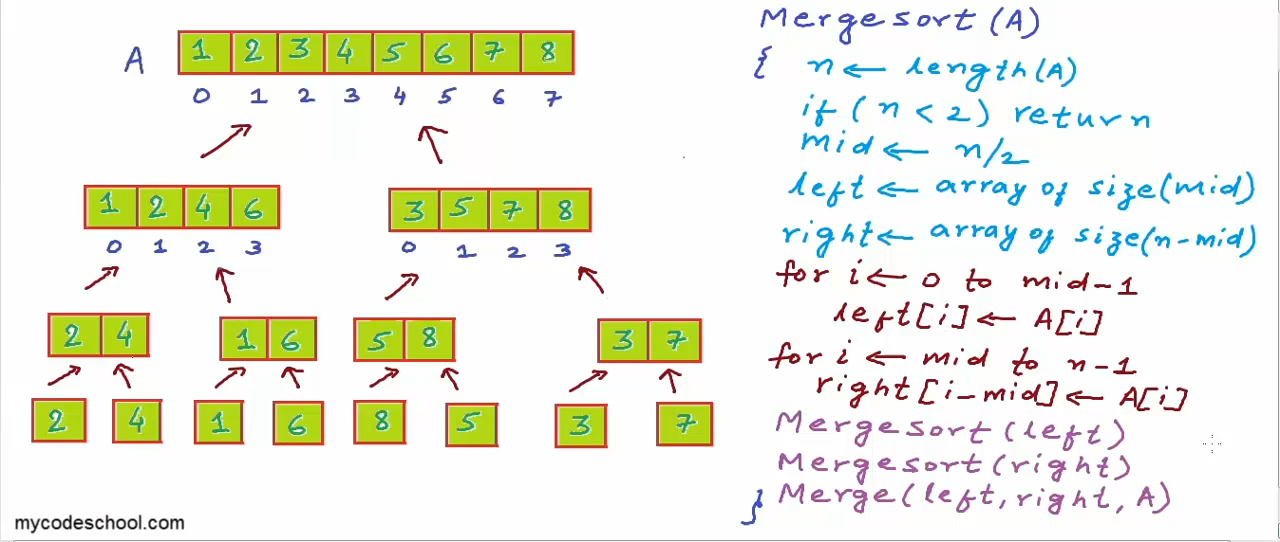 A 1 2 3 4 5 6 7 8
0 1 2 3 4 5 6 7
1 2 4 6
0 1 2 3
3 5 7 8
0 1 2 3
2 4
1 6
5 8
3 7
2 4 1 6 8 5 3 7
mycodeschool.com
Mergesort (A)
{ n ← length(A)
if ( n < 2 ) return
mid ← n/2
left ← array of size(mid)
right ← array of size(n-mid)
for i ← 0 to mid-1
left[i] ← A[i]
for i ← mid to n-1
right[i-mid] ← A[i]
Mergesort (left)
Mergesort (right)
} Merge(left, right, A)